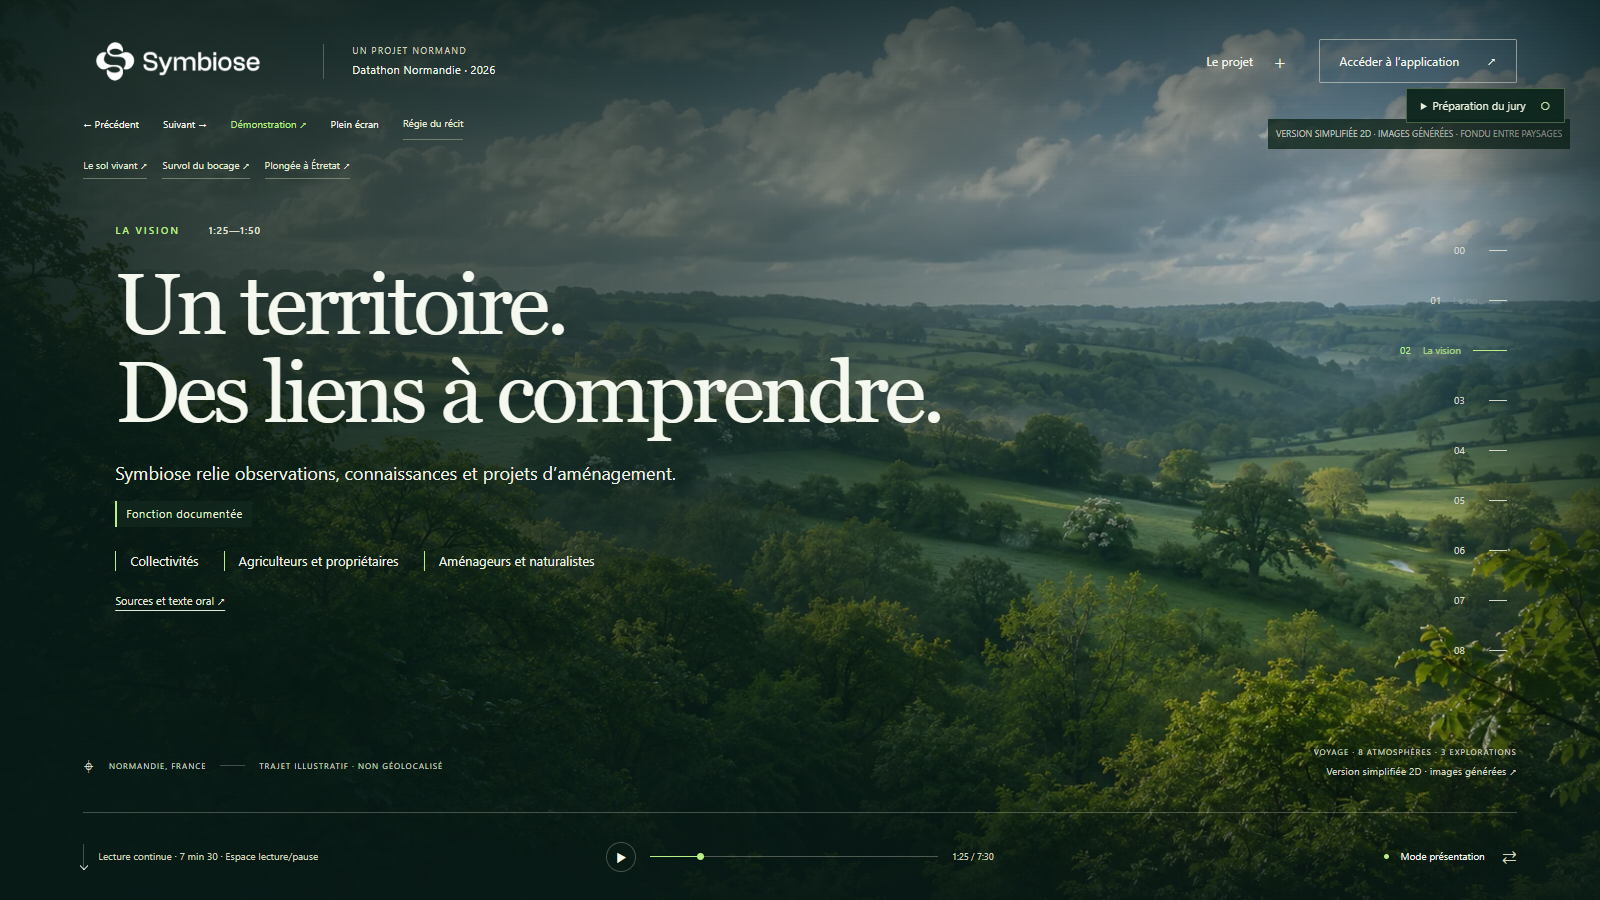 Symbiose
UN PROJET NORMAND
Datathon Normandie · 2026
Le projet +
Accéder à l'application ↗
▶ Préparation du jury
VERSION SIMPLIFIÉE 2D · IMAGES GÉNÉRÉES · FONDU ENTRE PAYSAGES
← Précédent
Suivant →
Démonstration ↗
Plein écran
Régie du récit
Le sol vivant ↗
Survol du bocage ↗
Plongée à Étretat ↗
LA VISION 1:25—1:50
Un territoire.
Des liens à comprendre.
Symbiose relie observations, connaissances et projets d’aménagement.
Fonction documentée
Collectivités
Agriculteurs et propriétaires
Aménageurs et naturalistes
Sources et texte oral ↗
00
01
02 La vision
03
04
05
06
07
08
NORMANDIE, FRANCE
TRAJET ILLUSTRATIF · NON GÉOLOCALISÉ
VOYAGE · 8 ATMOSPHÈRES · 3 EXPLORATIONS
Version simplifiée 2D · images générées ↗
Lecture continue · 7 min 30 · Espace lecture/pause
1:25 / 7:30
Mode présentation